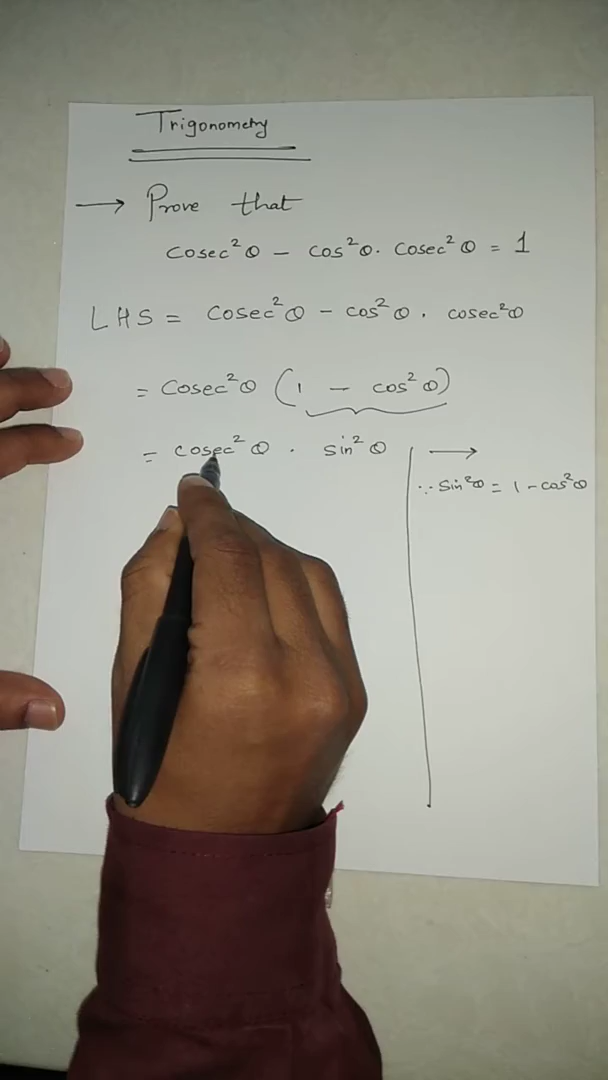 Trigonometry
→ Prove that
Cosec²θ - cos²θ. Cosec²θ = 1
LHS = Cosec²θ - cos²θ. cosec²θ
= Cosec²θ (1 - cos²θ)
= cosec²θ . sin²θ →
∵ Sin²θ = 1 - cos²θ